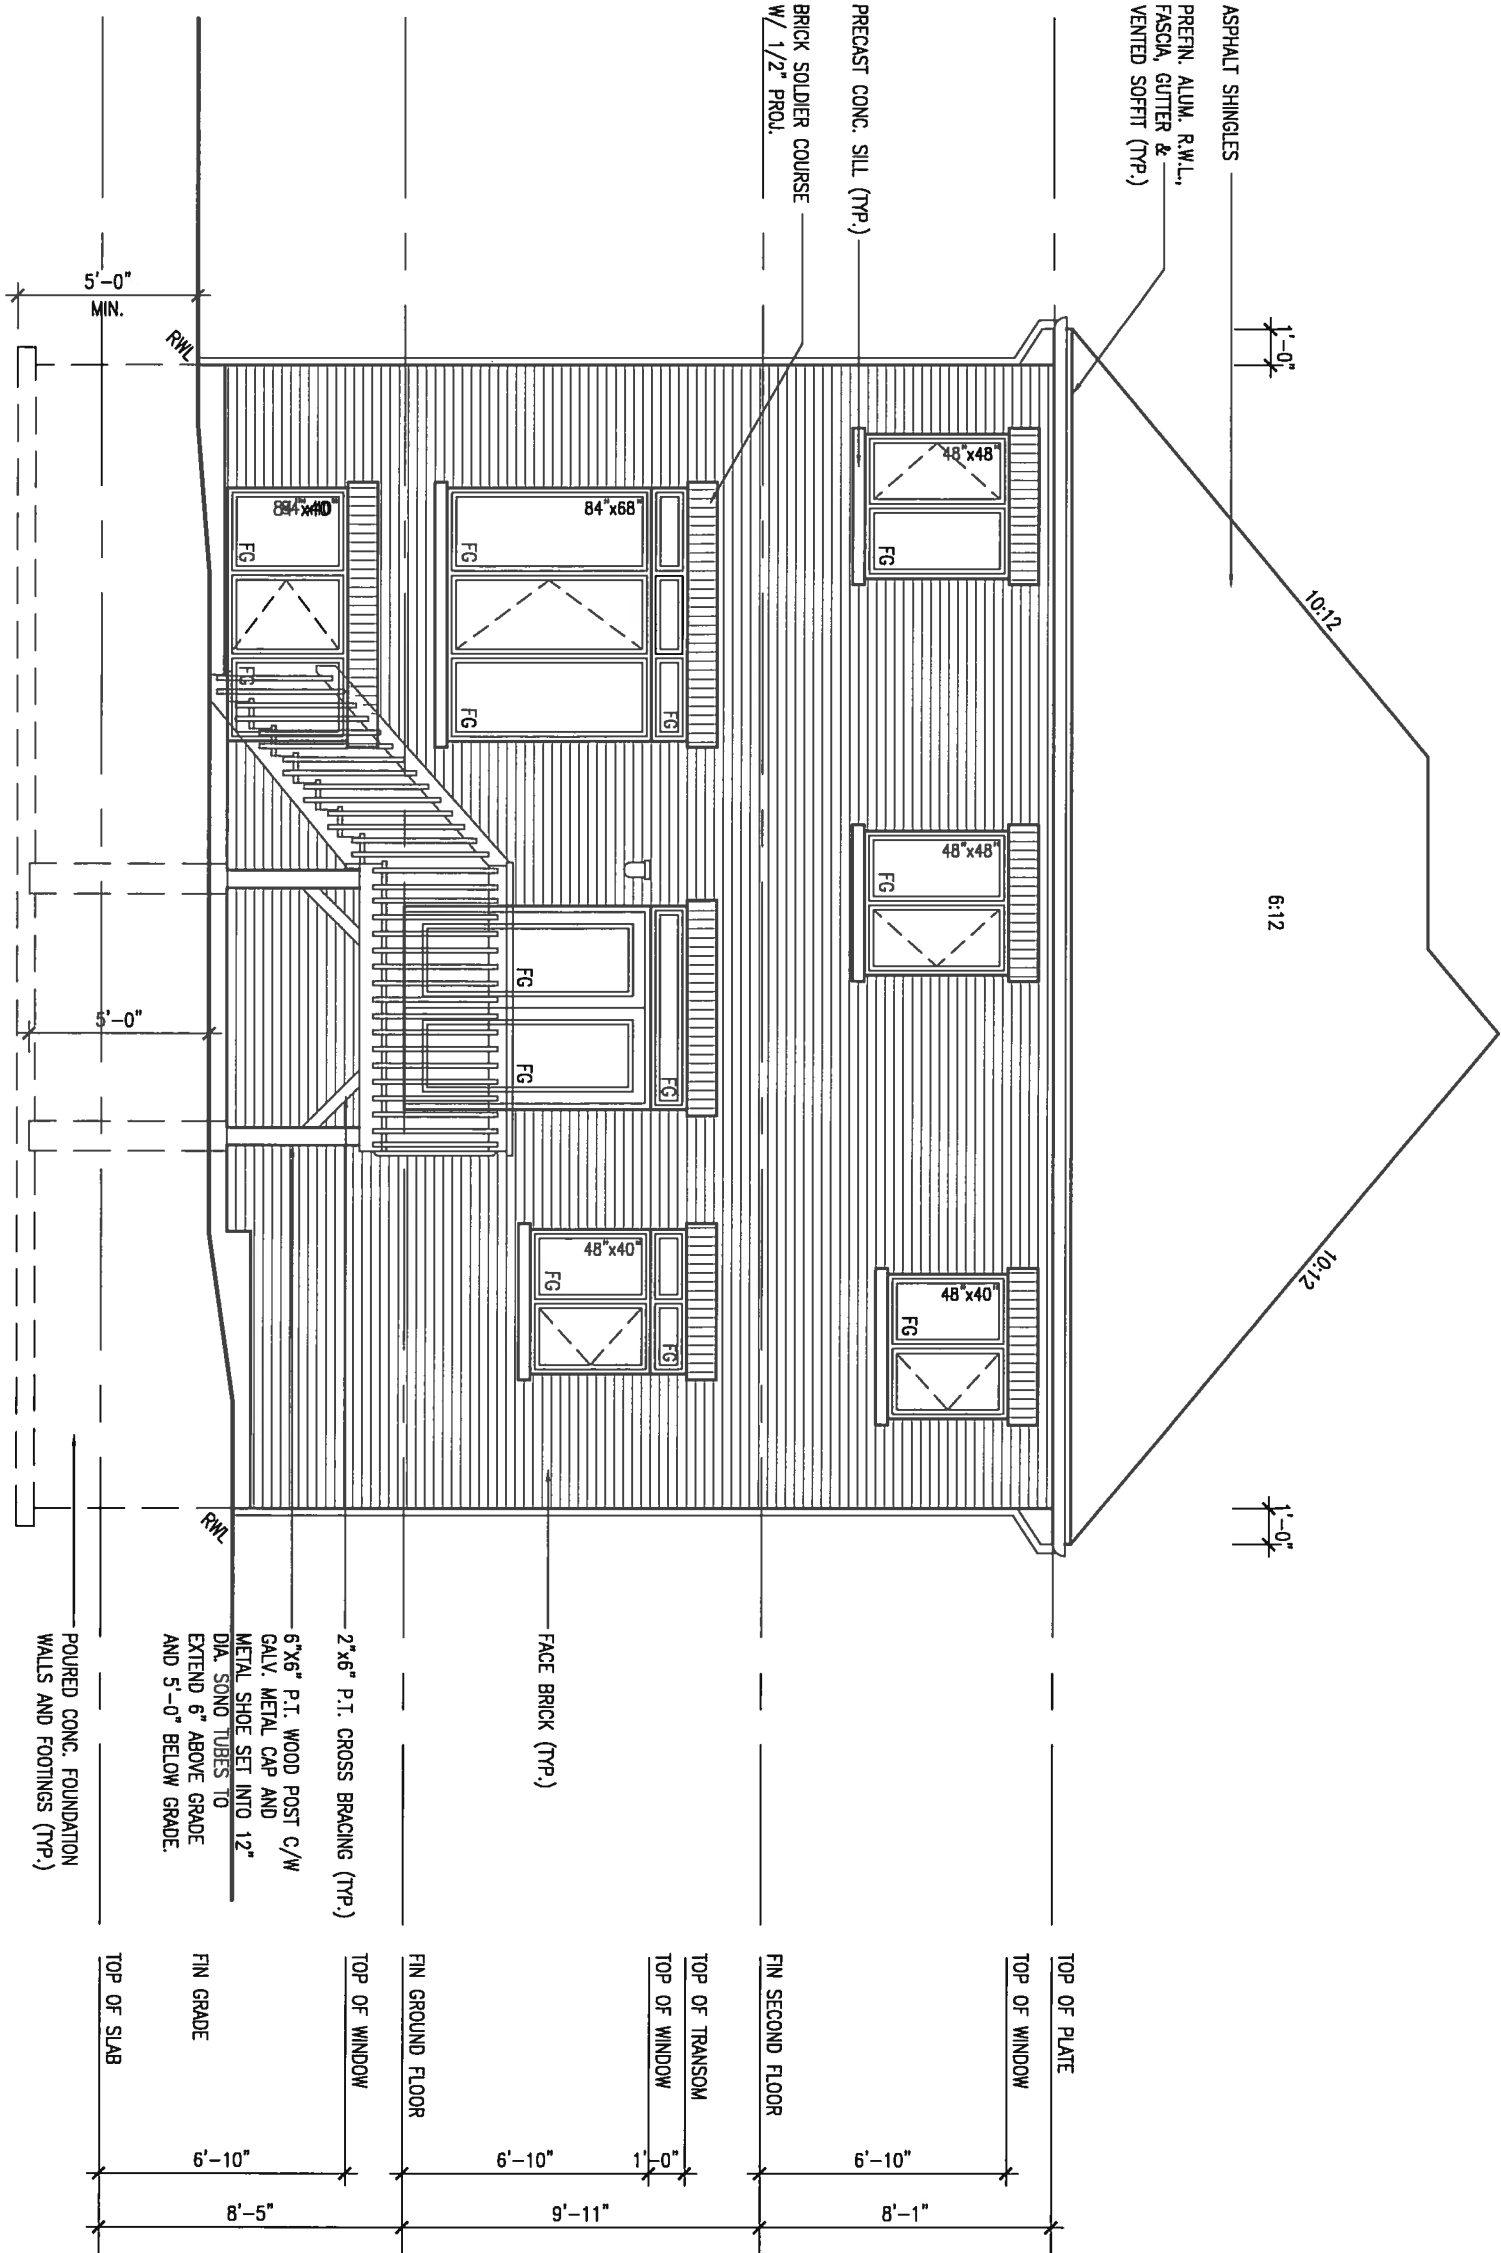 ASPHALT SHINGLES
PREFIN. ALUM. R.W.L.,
FASCIA, GUTTER &
VENTED SOFFIT (TYP.)
PRECAST CONC. SILL (TYP.)
BRICK SOLDIER COURSE
W/ 1/2" PROJ.
1'-0"
10:12
6:12
10:12
1'-0"
48"x48"
FG
48"x48"
FG
48"x40"
FG
84"x68"
FG
FG
FG
FG
FG
FG
48"x40"
FG
FG
84"x40"
FG
FG
RWL
RWL
5'-0"
MIN.
5'-0"
FACE BRICK (TYP.)
2"x6" P.T. CROSS BRACING (TYP.)
6"X6" P.T. WOOD POST C/W
GALV. METAL CAP AND
METAL SHOE SET INTO 12"
DIA. SONO TUBES TO
EXTEND 6" ABOVE GRADE
AND 5'-0" BELOW GRADE.
POURED CONC. FOUNDATION
WALLS AND FOOTINGS (TYP.)
TOP OF PLATE
TOP OF WINDOW
FIN SECOND FLOOR
TOP OF TRANSOM
TOP OF WINDOW
FIN GROUND FLOOR
TOP OF WINDOW
FIN GRADE
TOP OF SLAB
6'-10"
1'-0"
6'-10"
6'-10"
8'-1"
9'-11"
8'-5"